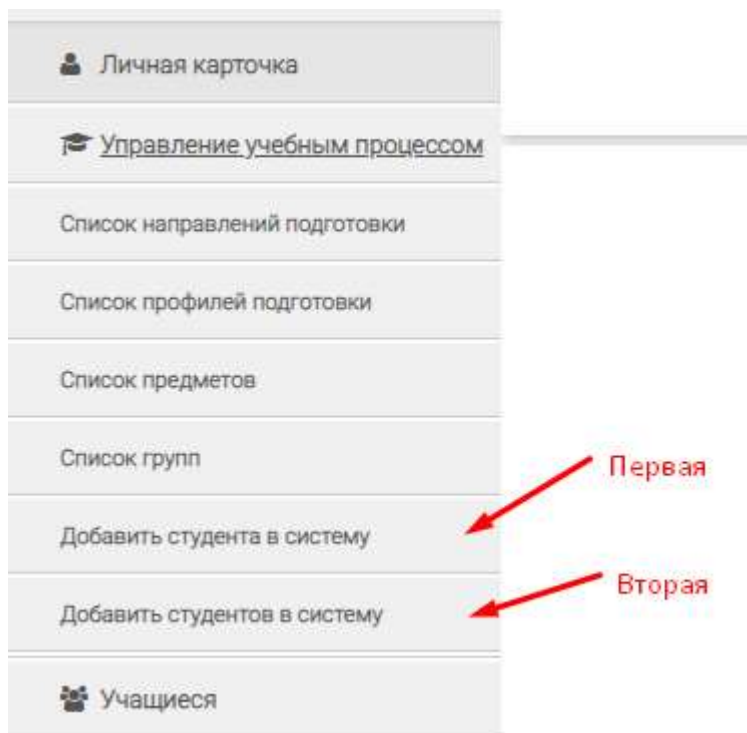 Личная карточка
Управление учебным процессом
Список направлений подготовки
Список профилей подготовки
Список предметов
Список групп
Первая
Добавить студента в систему
Вторая
Добавить студентов в систему
Учащиеся